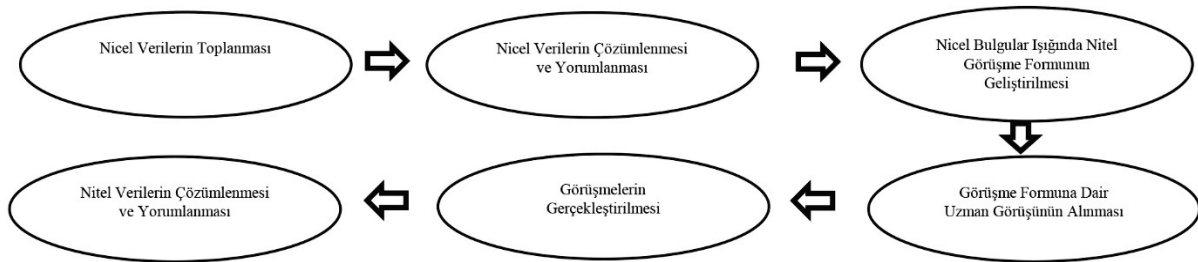 Nicel Verilerin Toplanması
Nicel Verilerin Çözümlenmesi
ve Yorumlanması
Nicel Bulgular Işığında Nitel
Görüşme Formunun
Geliştirilmesi
Görüşme Formuna Dair
Uzman Görüşünün Alınması
Görüşmelerin
Gerçekleştirilmesi
Nitel Verilerin Çözümlenmesi
ve Yorumlanması